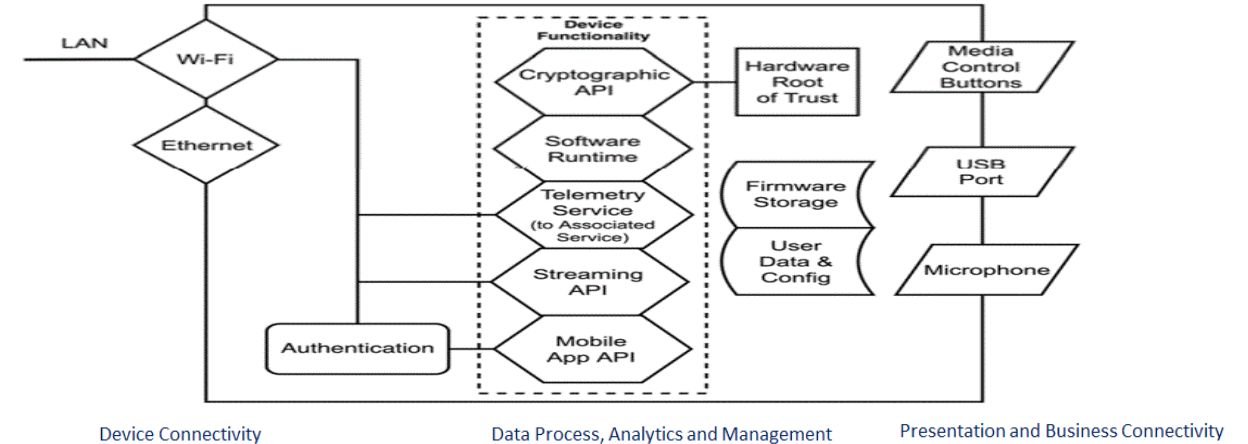 LAN
Wi-Fi
Ethernet
Authentication
Device
Functionality
Cryptographic
API
Software
Runtime
Telemetry
Service
(to Associated
Service)
Streaming
API
Mobile
App API
Hardware
Root
of Trust
Firmware
Storage
User
Data &
Config
Media
Control
Buttons
USB
Port
Microphone
Device Connectivity
Data Process, Analytics and Management
Presentation and Business Connectivity